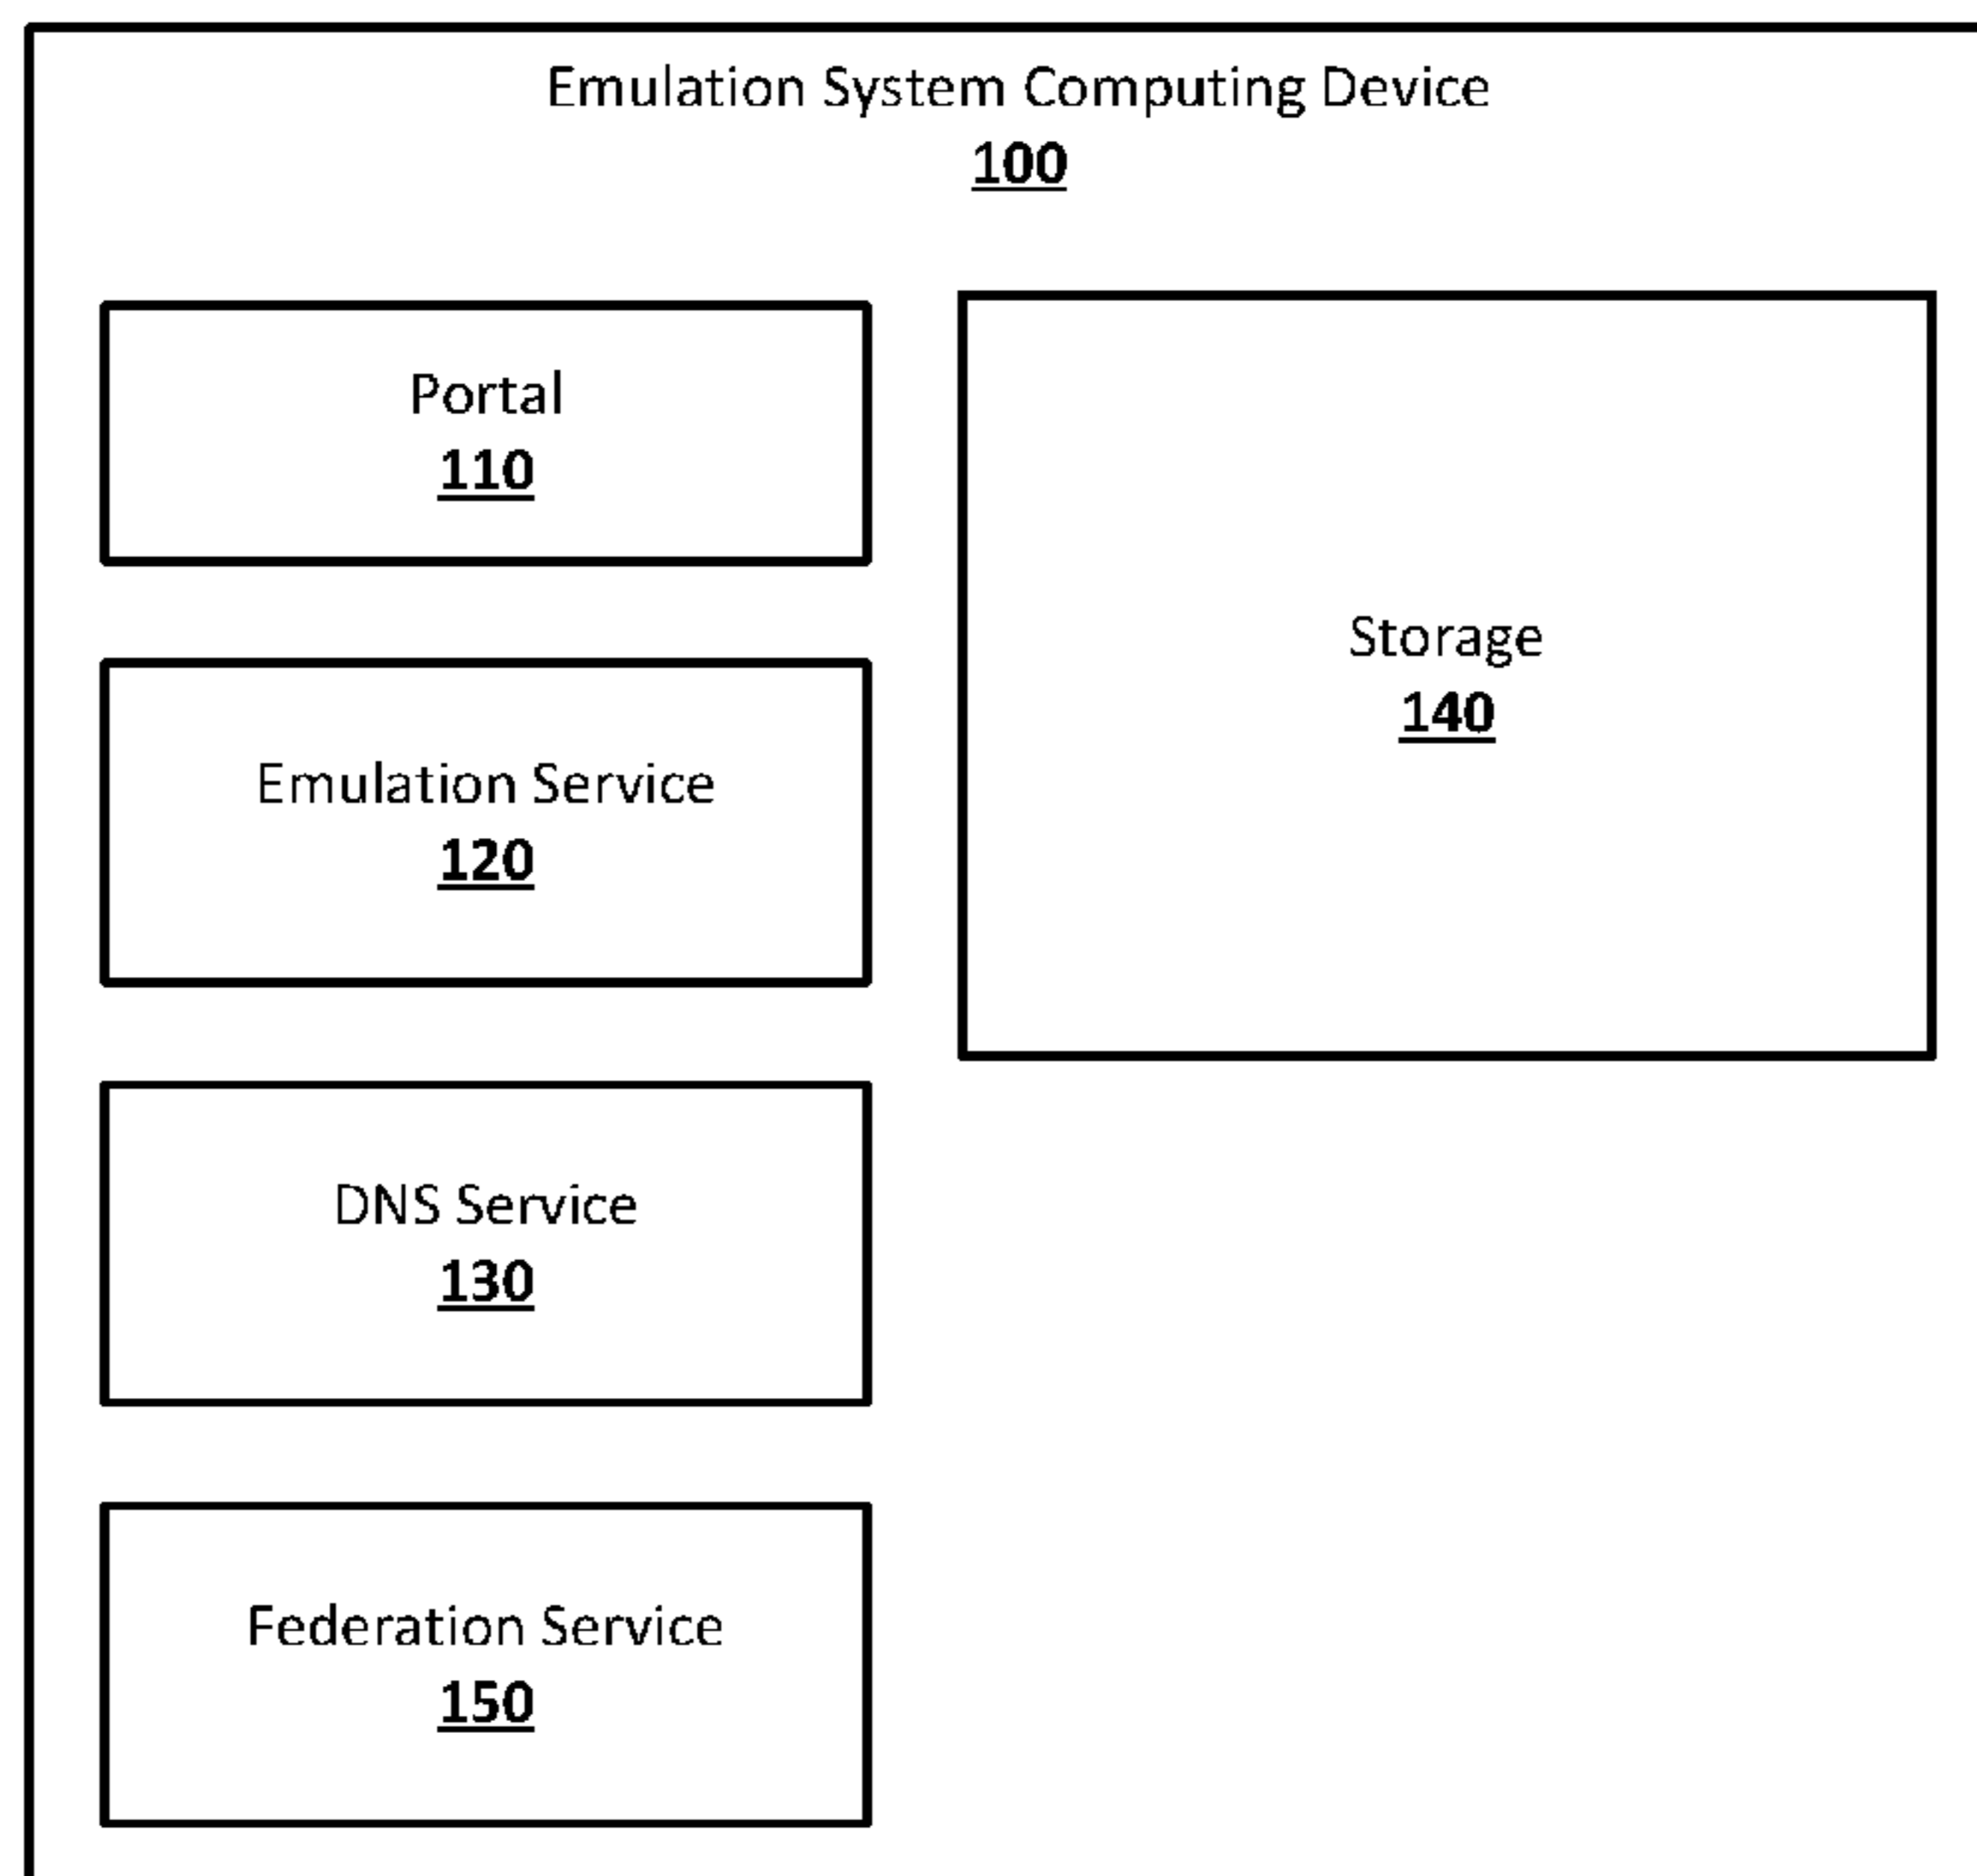 Emulation System Computing Device
100
Portal
110
Emulation Service
120
DNS Service
130
Federation Service
150
Storage
140